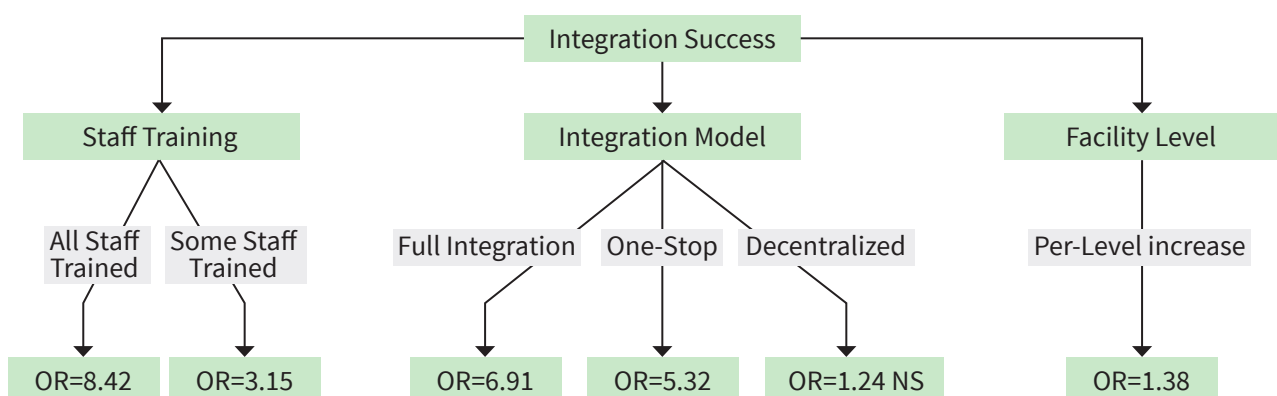 Integration Success
Staff Training
Integration Model
Facility Level
All Staff
Trained
Some Staff
Trained
Full Integration
One-Stop
Decentralized
Per-Level increase
OR=8.42
OR=3.15
OR=6.91
OR=5.32
OR=1.24 NS
OR=1.38